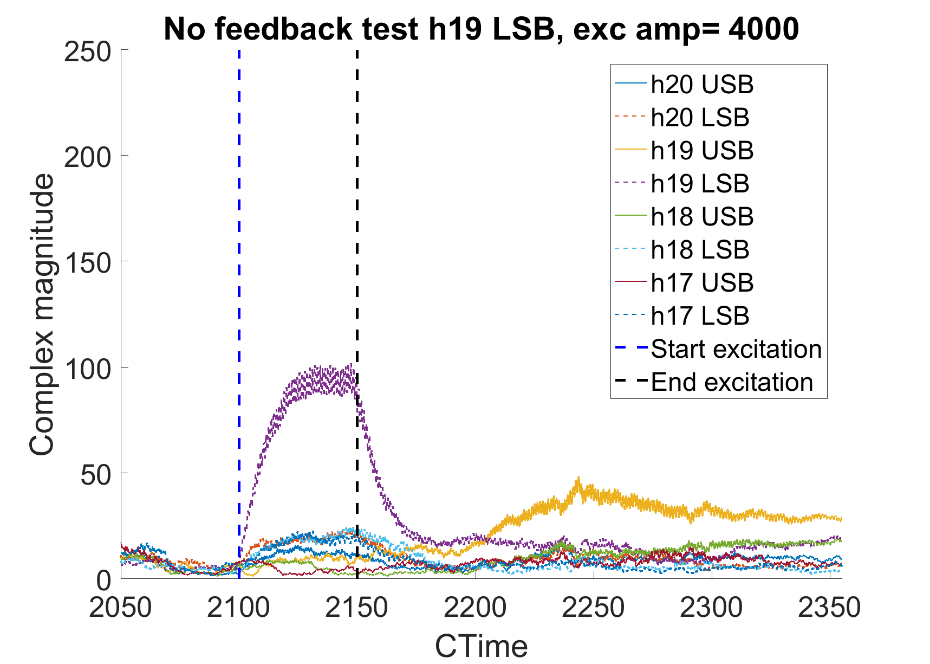 No feedback test h19 LSB, exc amp= 4000
250
200
150
100
50
0
Complex magnitude
h20 USB
h20 LSB
h19 USB
h19 LSB
h18 USB
h18 LSB
h17 USB
h17 LSB
Start excitation
End excitation
2050 2100 2150 2200 2250 2300 2350
CTime